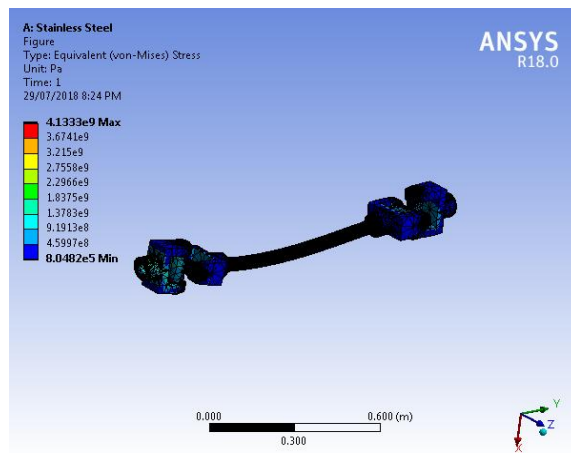 A: Stainless Steel
Figure
Type: Equivalent (von-Mises) Stress
Unit: Pa
Time: 1
29/07/2018 8:24 PM
ANSYS
R18.0
4.1333e9 Max
3.6741e9
3.215e9
2.7558e9
2.2966e9
1.8375e9
1.3783e9
9.1913e8
4.5997e8
8.0482e5 Min
0.000
0.600 (m)
0.300
Y
Z
X